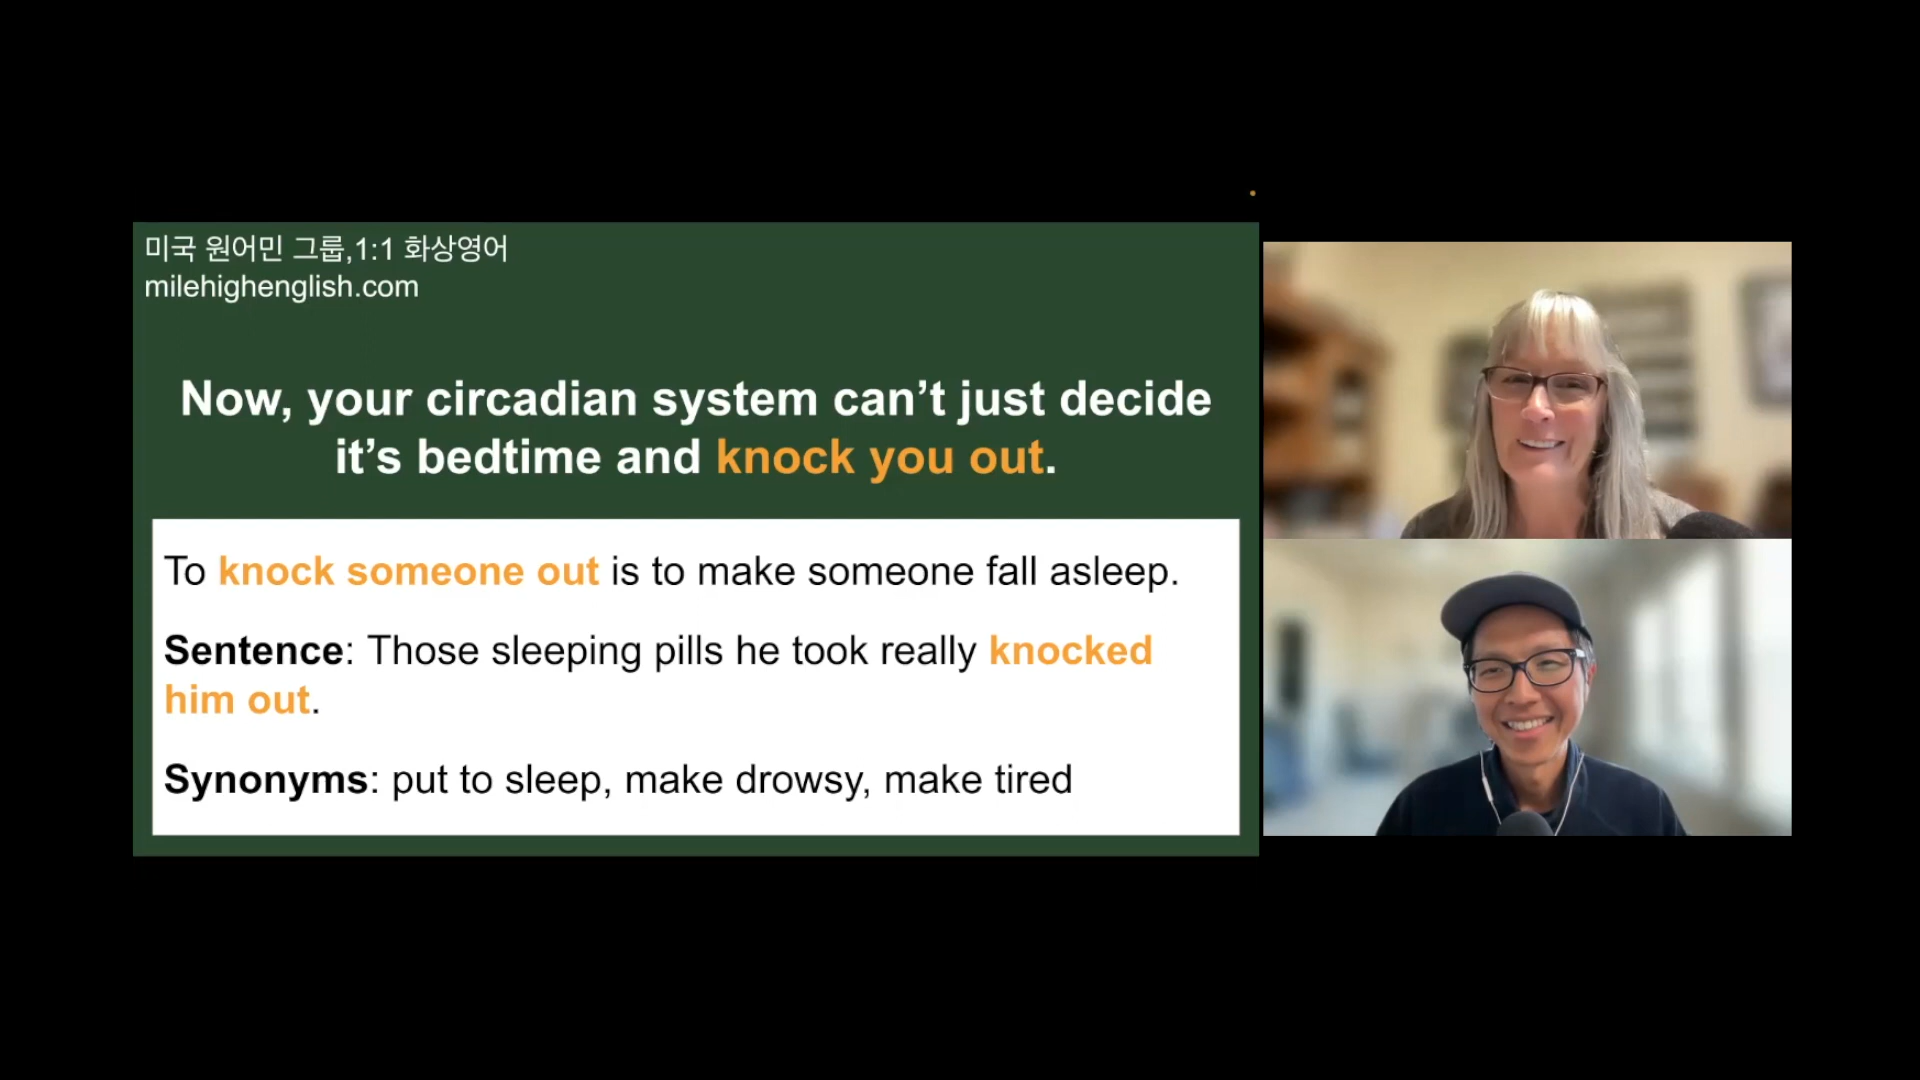 미국 원어민 그룹,1:1 화상영어
milehighenglish.com
Now, your circadian system can’t just decide
it’s bedtime and knock you out.
To knock someone out is to make someone fall asleep.
Sentence: Those sleeping pills he took really knocked
him out.
Synonyms: put to sleep, make drowsy, make tired